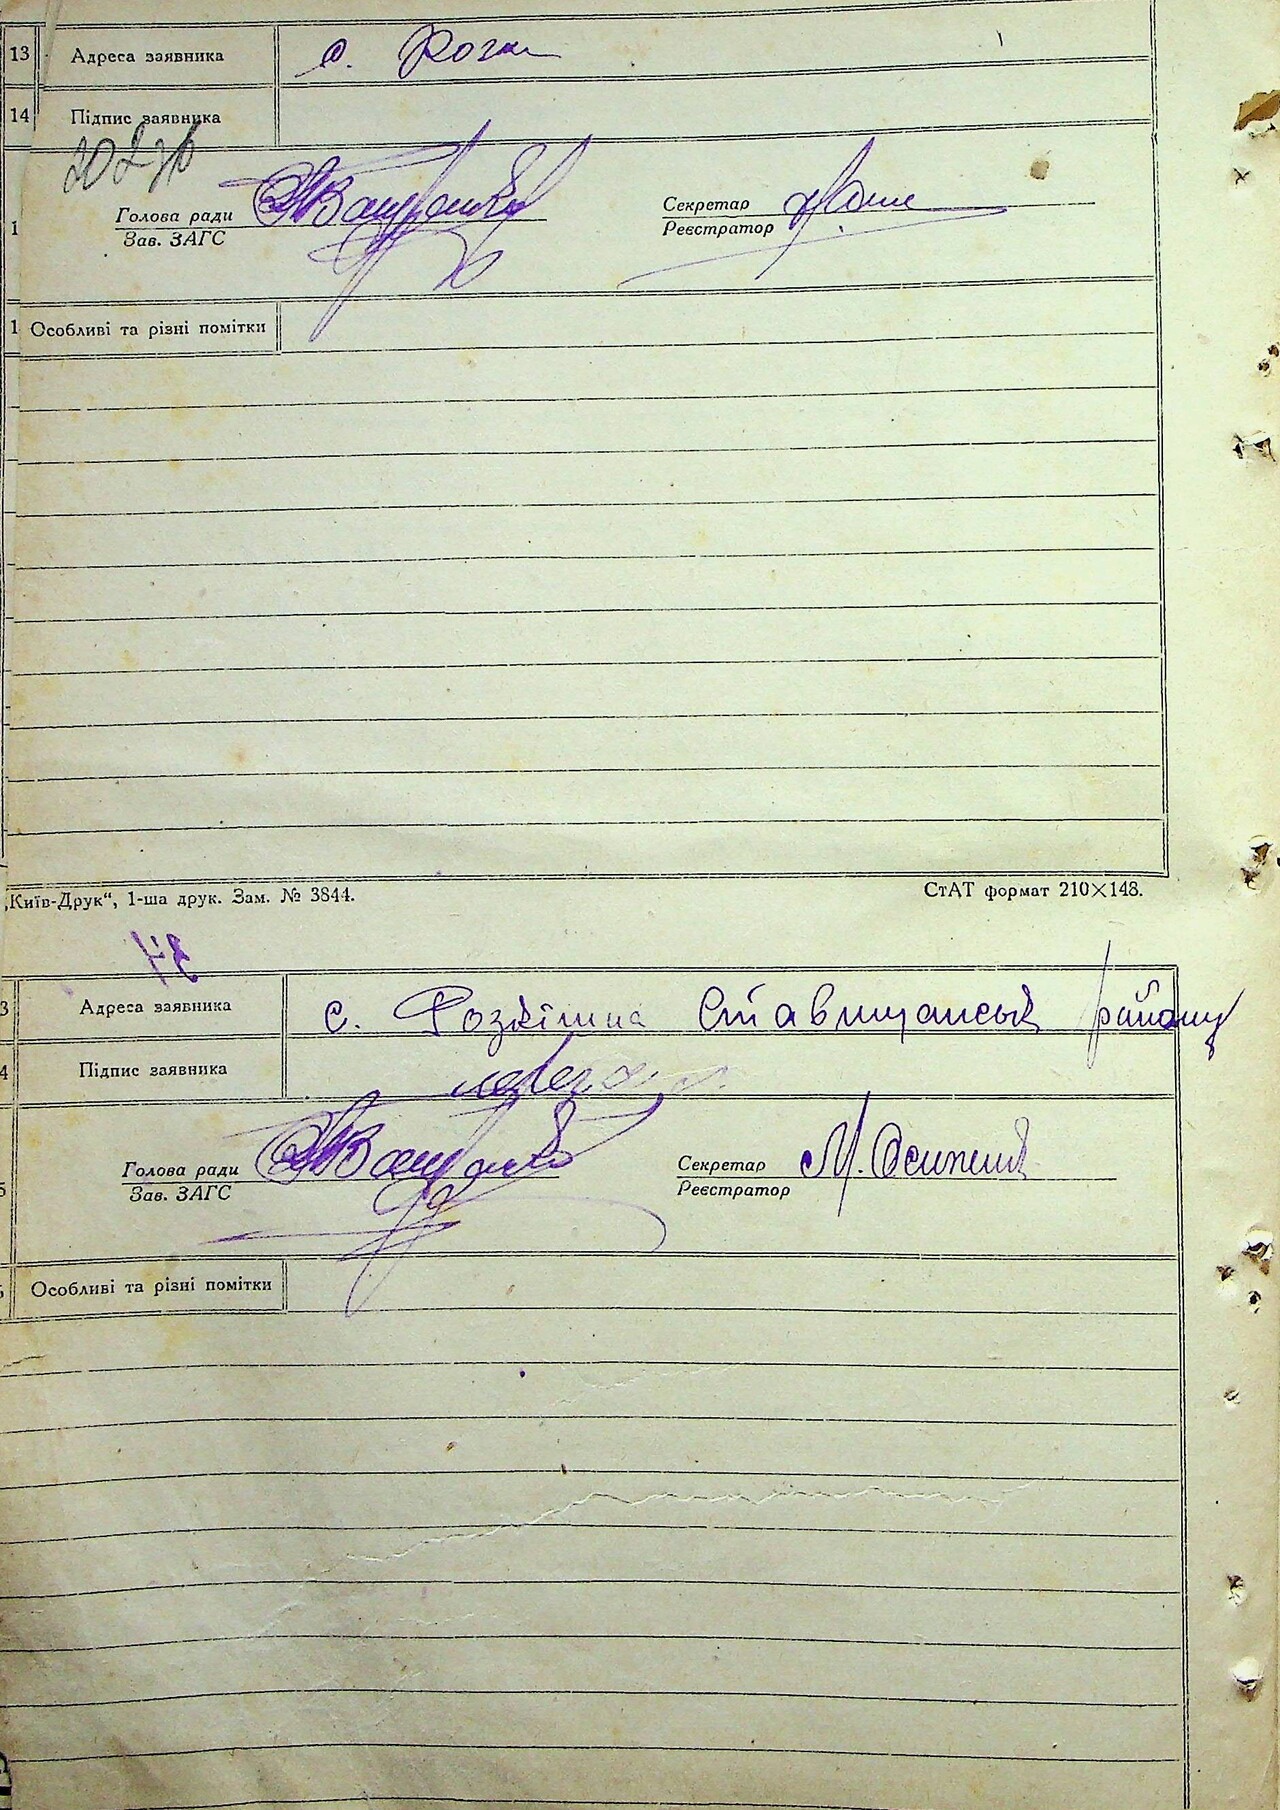 13 Адреса заявника с. Роги
14 Підпис заявника
Голова ради Секретар
Зав. ЗАГС Реєстратор
Особливі та різні помітки
„Київ-Друк“, 1-ша друк. Зам. № 3844. СтАТ формат 210×148.
Адреса заявника с. Розкішна Ставищанськ району
Підпис заявника
Голова ради Секретар М. Осипенко
Зав. ЗАГС Реєстратор
Особливі та різні помітки